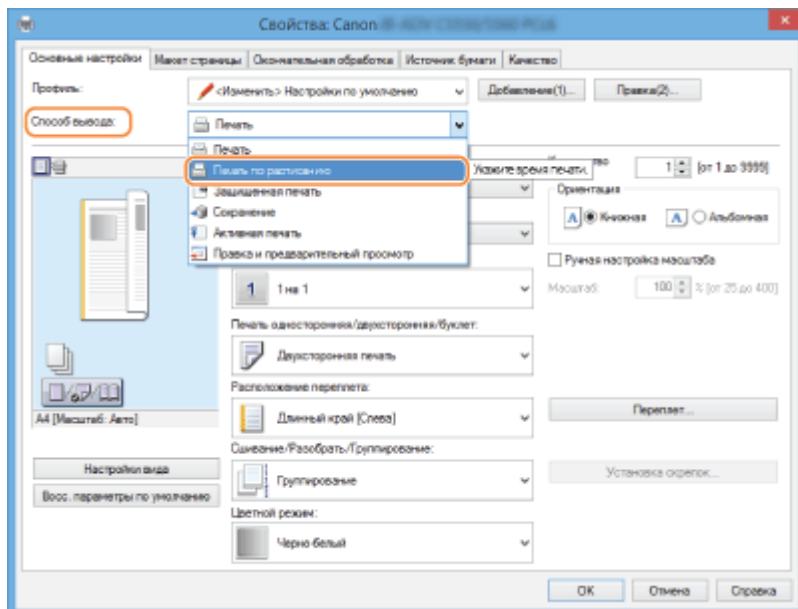 Свойства: Canon
Основные настройки Макет страницы Окончательная обработка Источник бумаги Качество
Профиль: <Изменить> Настройки по умолчанию Добавление(1)... Правка(2)...
Способ вывода: Печать
Печать
Печать по расписанию Укажите время печати. 1 [от 1 до 9999]
Защищенная печать Ориентация
Сохранение A Книжная A Альбомная
Активная печать
Правка и предварительный просмотр Ручная настройка масштаба
1 1 на 1 Масштаб: 100 % [от 25 до 400]
Печать односторонняя/двухсторонняя/буклет:
Двухсторонняя печать
Расположение переплета:
A4 [Масштаб: Авто] Длинный край [Слева] Переплет...
Сшивание/Разобрать/Группирование:
Настройки вида Группирование Установка скрепок...
Восс. параметры по умолчанию
Цветной режим:
Черно-белый
OK Отмена Справка